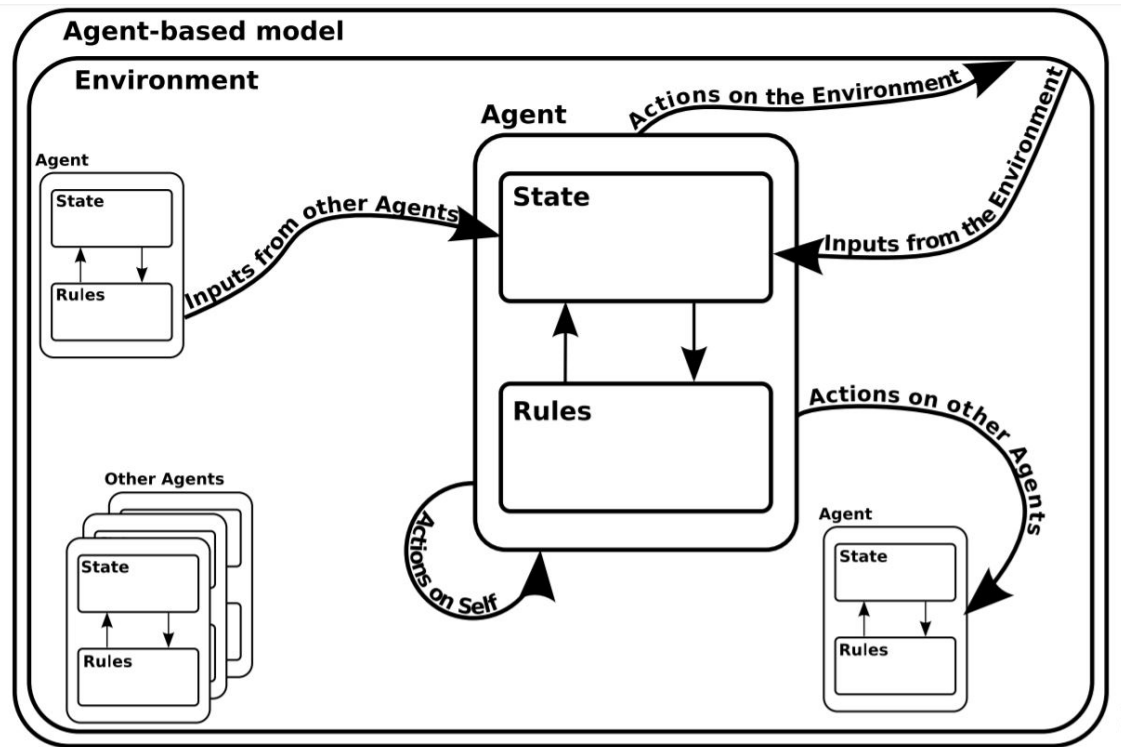 Agent-based model
Environment
Agent
Actions on the Environment
Inputs from the Environment
Agent
State
Rules
Inputs from other Agents
State
Rules
Actions on other Agents
Actions on Self
Other Agents
State
Rules
Agent
State
Rules